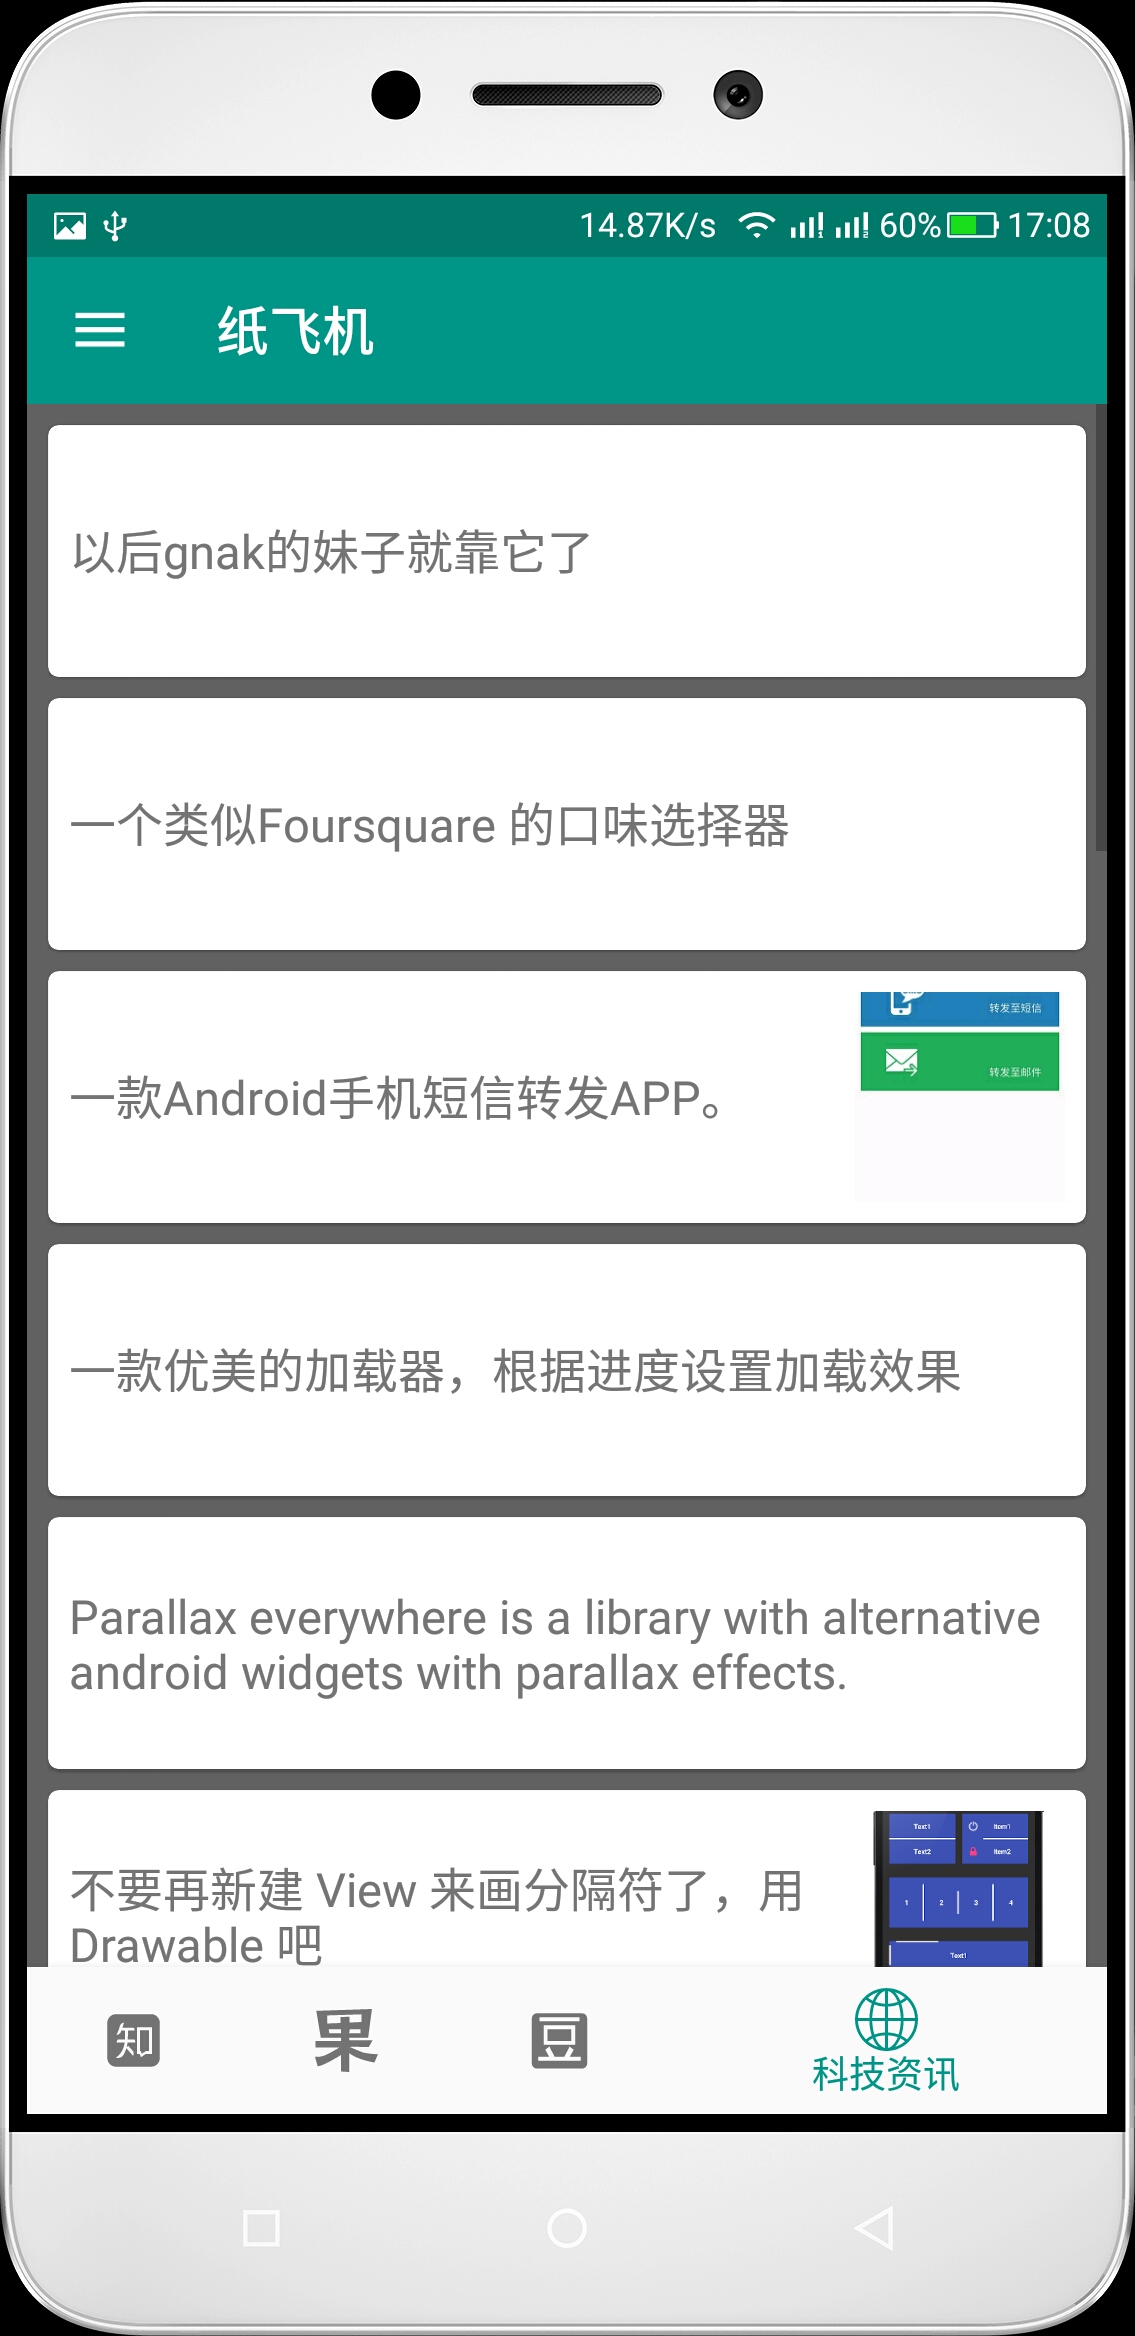 14.87K/s 60% 17:08
纸飞机
以后gnak的妹子就靠它了
一个类似Foursquare 的口味选择器
转发至短信
转发至邮件
一款Android手机短信转发APP。
一款优美的加载器，根据进度设置加载效果
Parallax everywhere is a library with alternative
android widgets with parallax effects.
不要再新建 View 来画分隔符了，用
Drawable 吧
Text1 Item1
Text2 Item2
1 2 3 4
Text1
知 果 豆
科技资讯